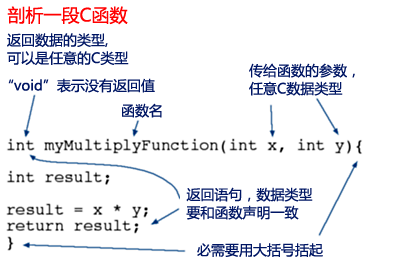 剖析一段C函数
返回数据的类型,
可以是任意的C类型
“void”表示没有返回值
传给函数的参数，
任意C数据类型
函数名
int myMultiplyFunction(int x, int y){
int result;
返回语句，数据类型
要和函数声明一致
result = x * y;
return result;
}
必需要用大括号括起